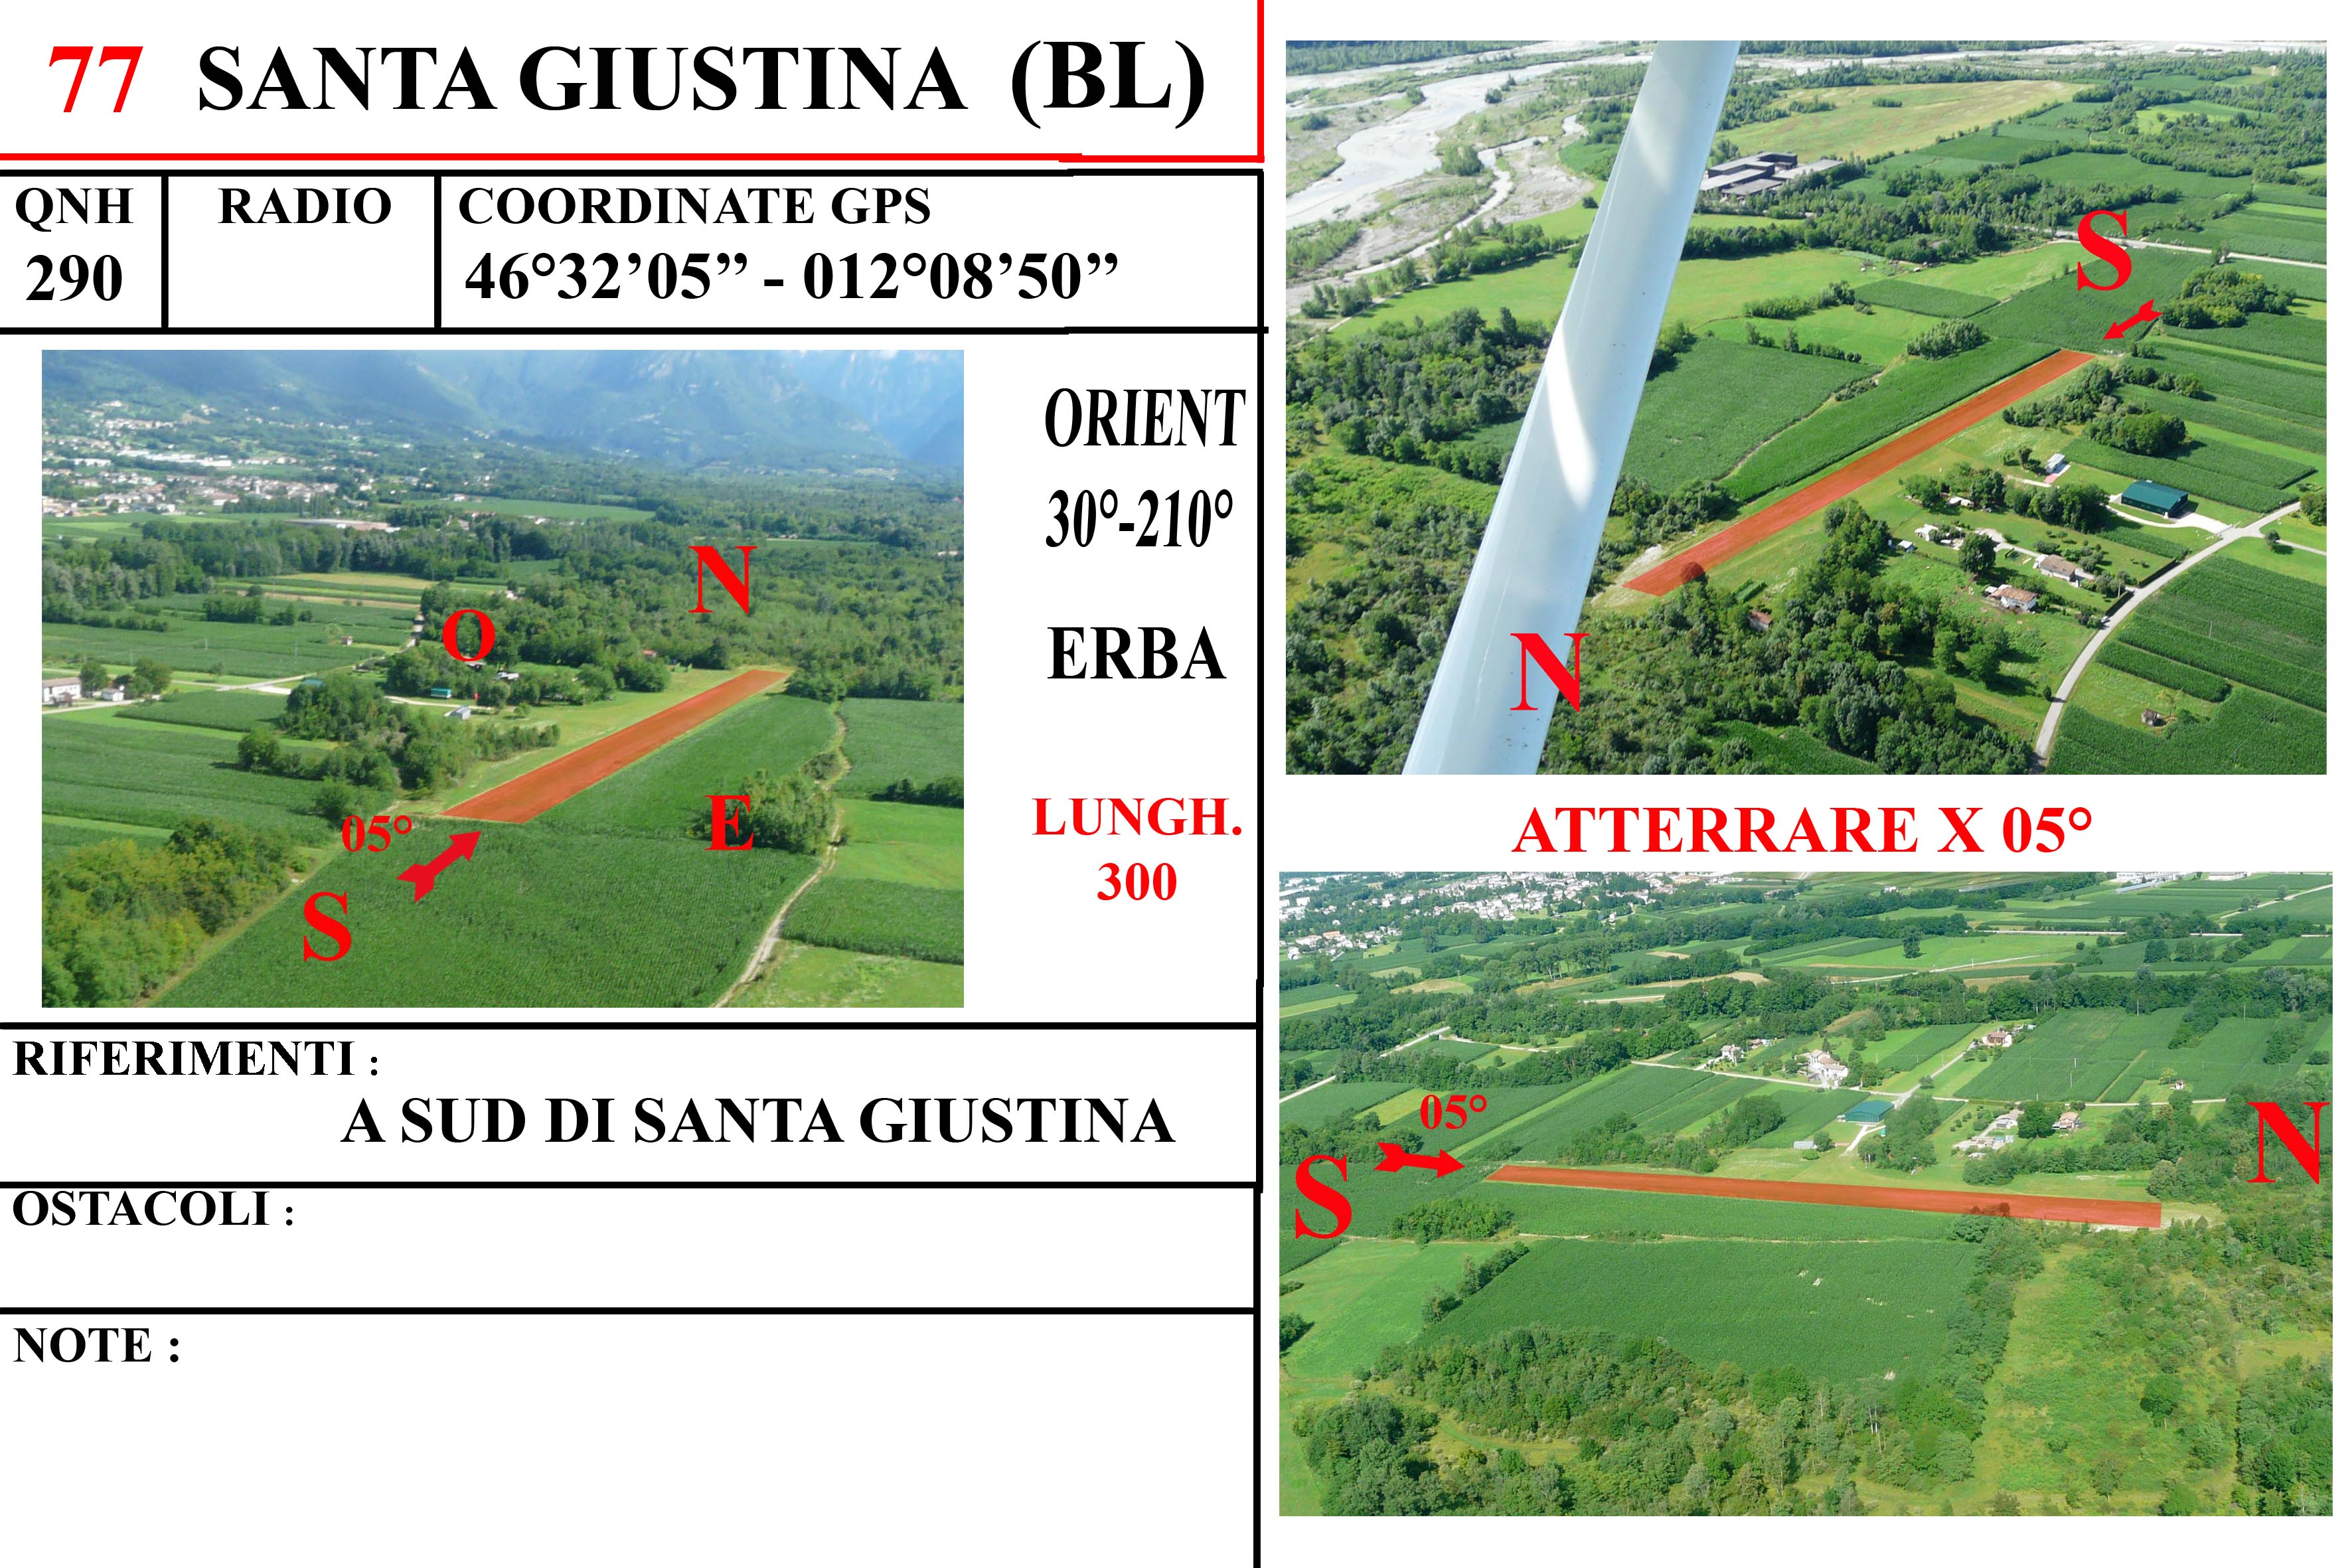 77 SANTA GIUSTINA (BL)
QNH
290
RADIO
COORDINATE GPS
46°32’05” - 012°08’50”
O
N
E
05°
S
ORIENT
30°-210°
ERBA
LUNGH.
300
RIFERIMENTI :
A SUD DI SANTA GIUSTINA
OSTACOLI :
NOTE :
S
N
ATTERRARE X 05°
05°
S
N